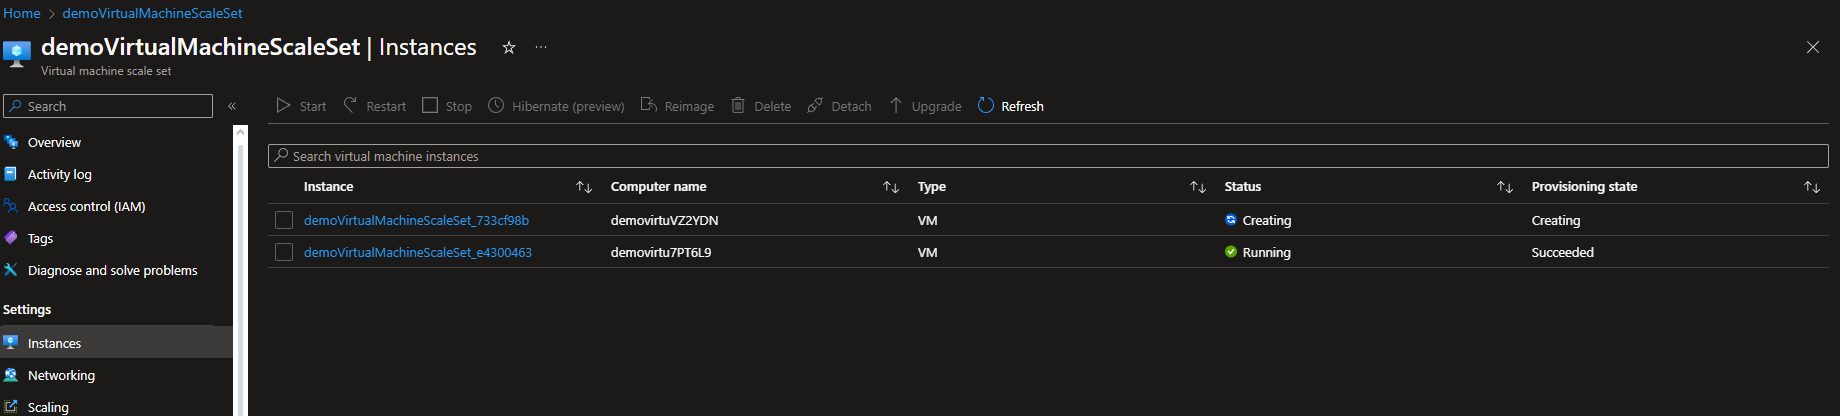 Home > demoVirtualMachineScaleSet
demoVirtualMachineScaleSet | Instances
Virtual machine scale set
Search
Start Restart Stop Hibernate (preview) Reimage Delete Detach Upgrade Refresh
Overview
Activity log
Access control (IAM)
Tags
Diagnose and solve problems
Settings
Instances
Networking
Scaling
Search virtual machine instances
Instance Computer name Type Status Provisioning state
demoVirtualMachineScaleSet_733cf98b demovirtuVZ2YDN VM Creating Creating
demoVirtualMachineScaleSet_e4300463 demovirtu7PT6L9 VM Running Succeeded